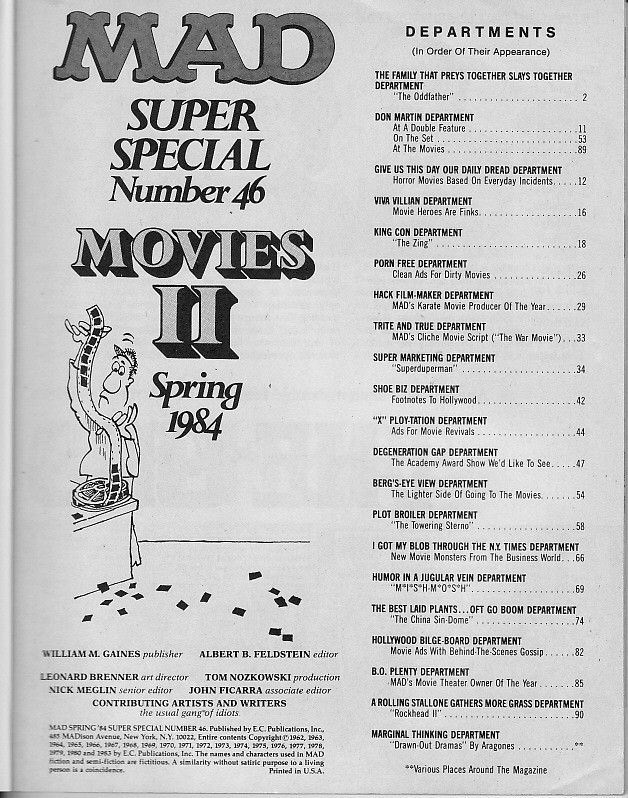 MAD
SUPER
SPECIAL
Number 46
MOVIES
II
Spring
1984
WILLIAM M. GAINES publisher ALBERT B. FELDSTEIN editor
LEONARD BRENNER art director TOM NOZKOWSKI production
NICK MEGLIN senior editor JOHN FICARRA associate editor
CONTRIBUTING ARTISTS AND WRITERS
the usual gang of idiots
MAD SPRING '84 SUPER SPECIAL NUMBER 46. Published by E.C. Publications, Inc.,
485 MADison Avenue, New York, N.Y. 10022, Entire contents Copyright © 1962, 1963,
1964, 1965, 1966, 1967, 1968, 1969, 1970, 1971, 1972, 1973, 1974, 1975, 1976, 1977, 1978,
1979, 1980 and 1983 by E.C. Publications, Inc. The names and characters used in MAD
fiction and semi-fiction are fictitious. A similarity without satiric purpose to a living
person is a coincidence. Printed in U.S.A.
DEPARTMENTS
(In Order Of Their Appearance)
THE FAMILY THAT PREYS TOGETHER SLAYS TOGETHER
DEPARTMENT
"The Oddfather" . . . . . . . . . . . . . . . . . . . . . . . 2
DON MARTIN DEPARTMENT
At A Double Feature . . . . . . . . . . . . . . . . . . . . .11
On The Set . . . . . . . . . . . . . . . . . . . . . . . . . . .53
At The Movies . . . . . . . . . . . . . . . . . . . . . . . . .89
GIVE US THIS DAY OUR DAILY DREAD DEPARTMENT
Horror Movies Based On Everyday Incidents. . . . .12
VIVA VILLIAN DEPARTMENT
Movie Heroes Are Finks. . . . . . . . . . . . . . . . . . .16
KING CON DEPARTMENT
"The Zing" . . . . . . . . . . . . . . . . . . . . . . . . . . .18
PORN FREE DEPARTMENT
Clean Ads For Dirty Movies . . . . . . . . . . . . . . . .26
HACK FILM-MAKER DEPARTMENT
MAD's Karate Movie Producer Of The Year. . . . . .29
TRITE AND TRUE DEPARTMENT
MAD's Cliche Movie Script ("The War Movie"). . .33
SUPER MARKETING DEPARTMENT
"Superduperman" . . . . . . . . . . . . . . . . . . . . . .34
SHOE BIZ DEPARTMENT
Footnotes To Hollywood. . . . . . . . . . . . . . . . . . .42
"X" PLOY-TATION DEPARTMENT
Ads For Movie Revivals . . . . . . . . . . . . . . . . . . .44
DEGENERATION GAP DEPARTMENT
The Academy Award Show We'd Like To See. . . . .47
BERG'S-EYE VIEW DEPARTMENT
The Lighter Side Of Going To The Movies. . . . . . .54
PLOT BROILER DEPARTMENT
"The Towering Sterno" . . . . . . . . . . . . . . . . . . .58
I GOT MY BLOB THROUGH THE N.Y. TIMES DEPARTMENT
New Movie Monsters From The Business World. . .66
HUMOR IN A JUGULAR VEIN DEPARTMENT
"M*I*S*H-M*O*S*H" . . . . . . . . . . . . . . . . . . . .69
THE BEST LAID PLANTS...OFT GO BOOM DEPARTMENT
"The China Sin-Dome" . . . . . . . . . . . . . . . . . . .74
HOLLYWOOD BILGE-BOARD DEPARTMENT
Movie Ads With Behind-The-Scenes Gossip . . . . . .82
B.O. PLENTY DEPARTMENT
MAD's Movie Theater Owner Of The Year . . . . . . .85
A ROLLING STALLONE GATHERS MORE GRASS DEPARTMENT
"Rockhead II" . . . . . . . . . . . . . . . . . . . . . . . . .90
MARGINAL THINKING DEPARTMENT
"Drawn-Out Dramas" By Aragones . . . . . . . . . . . .**
**Various Places Around The Magazine